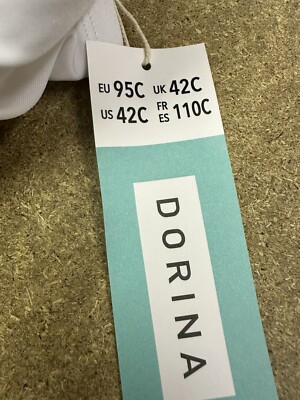 EU 95C UK 42C
US 42C FR ES 110C
DORINA